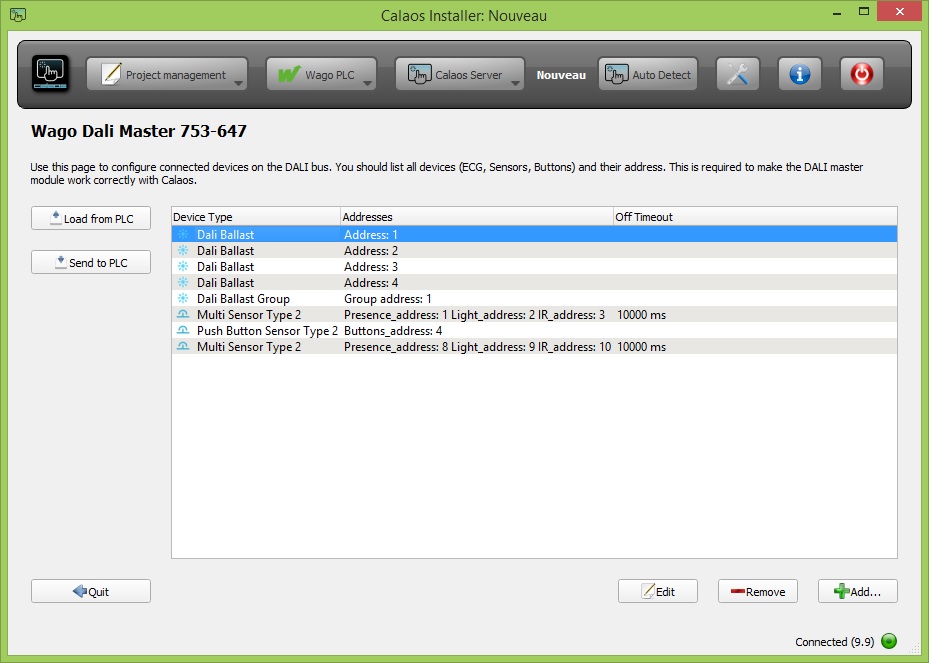 Calaos Installer: Nouveau
Project management
Wago PLC
Calaos Server
Nouveau
Auto Detect
Wago Dali Master 753-647
Use this page to configure connected devices on the DALI bus. You should list all devices (ECG, Sensors, Buttons) and their address. This is required to make the DALI master
module work correctly with Calaos.
Load from PLC
Send to PLC
Device Type Addresses Off Timeout
Dali Ballast Address: 1
Dali Ballast Address: 2
Dali Ballast Address: 3
Dali Ballast Address: 4
Dali Ballast Group Group address: 1
Multi Sensor Type 2 Presence_address: 1 Light_address: 2 IR_address: 3 10000 ms
Push Button Sensor Type 2 Buttons_address: 4
Multi Sensor Type 2 Presence_address: 8 Light_address: 9 IR_address: 10 10000 ms
Quit
Edit
Remove
Add...
Connected (9.9)